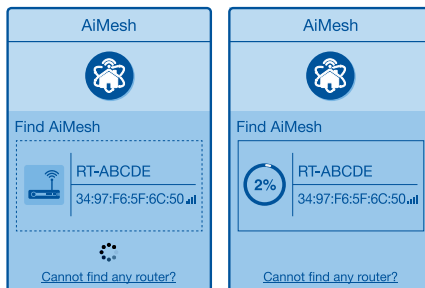 AiMesh
Find AiMesh
RT-ABCDE
34:97:F6:5F:6C:50
Cannot find any router?
AiMesh
Find AiMesh
2%
RT-ABCDE
34:97:F6:5F:6C:50
Cannot find any router?